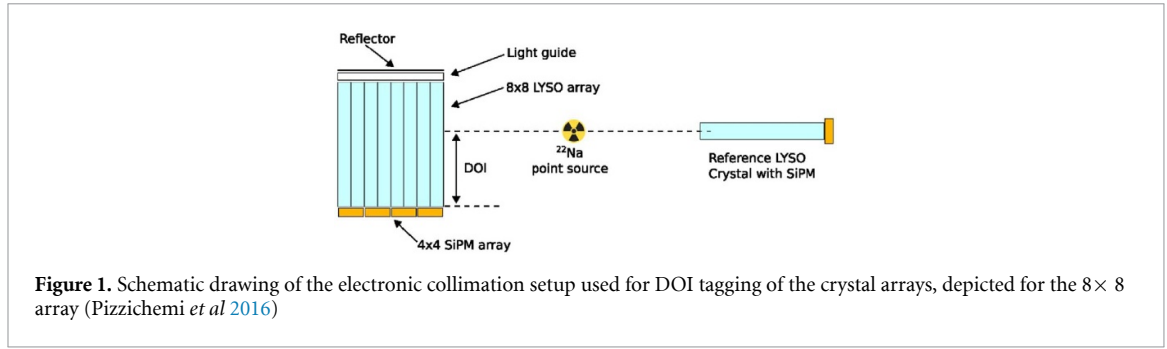 Reflector
Light guide
8x8 LYSO array
²²Na
point source
DOI
Reference LYSO
Crystal with SiPM
4x4 SiPM array
Figure 1. Schematic drawing of the electronic collimation setup used for DOI tagging of the crystal arrays, depicted for the 8× 8
array (Pizzichemi et al 2016)